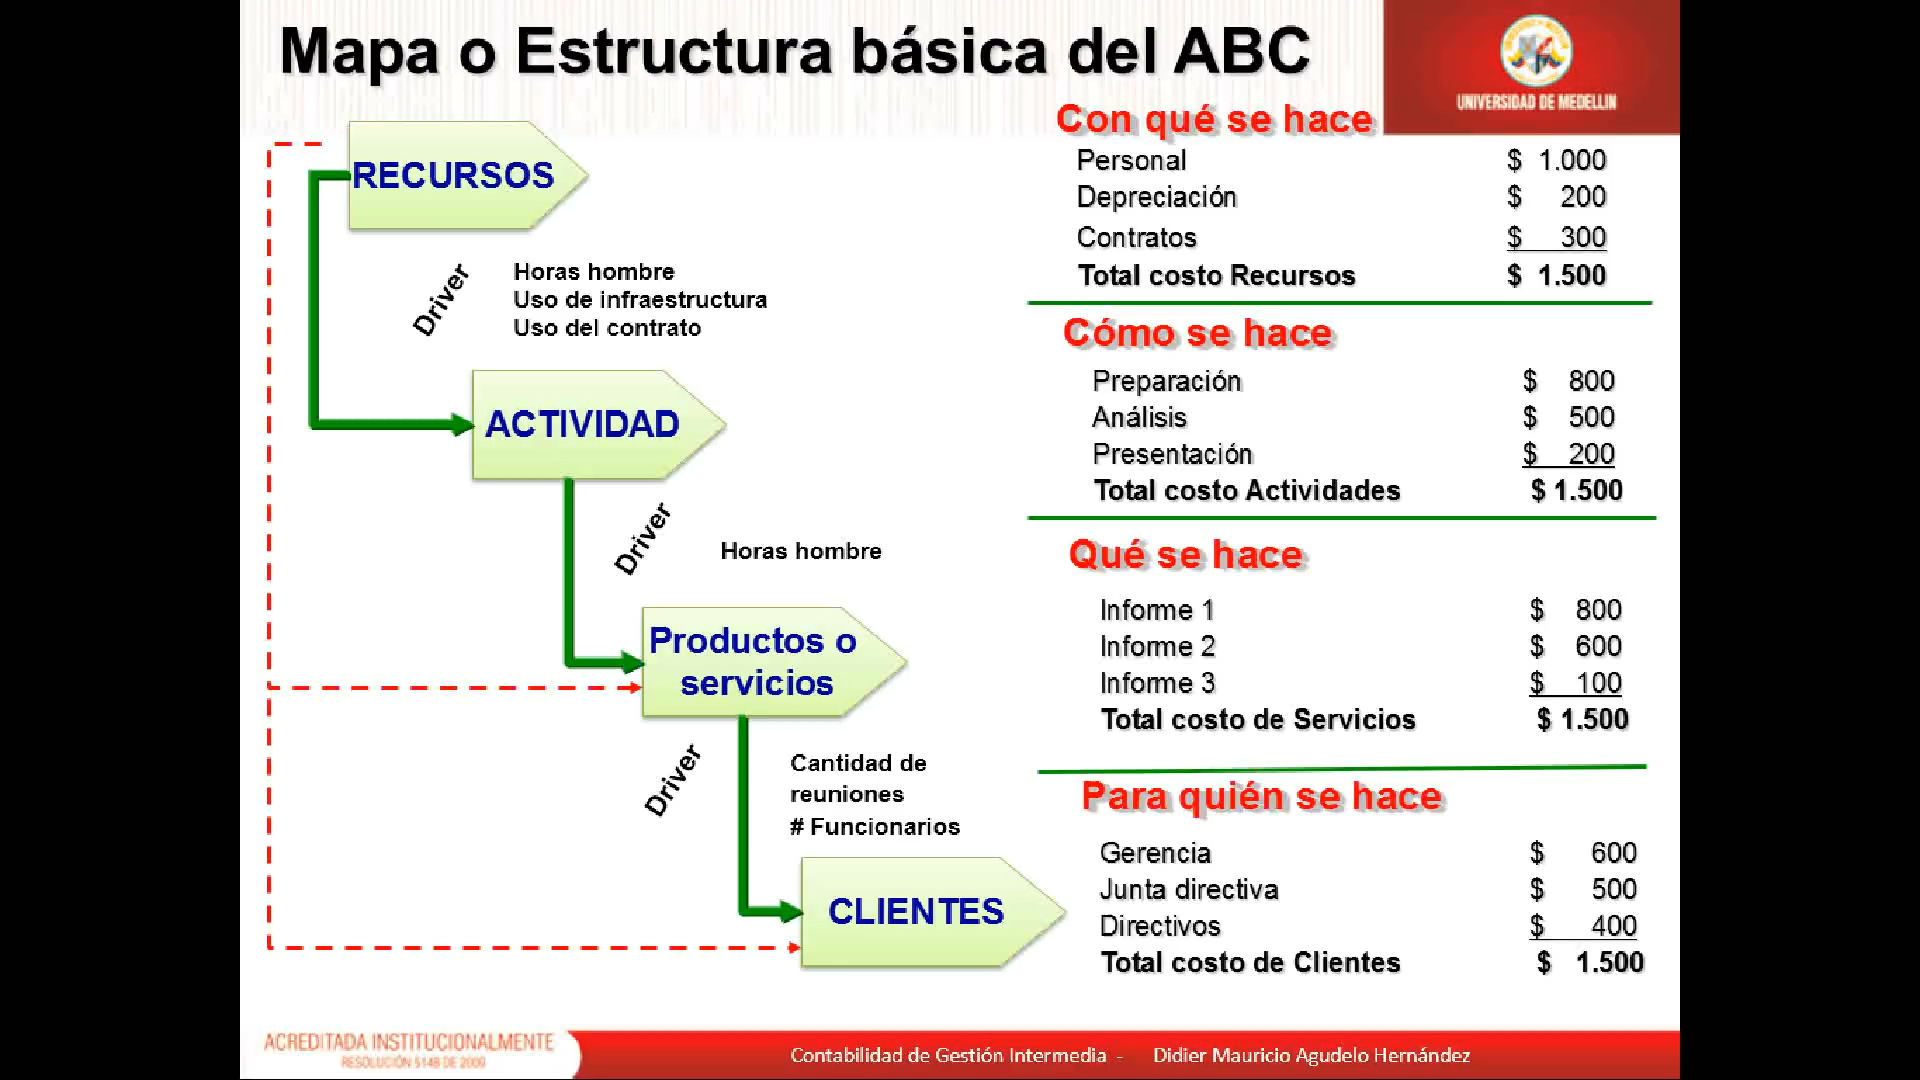 Mapa o Estructura básica del ABC
UNIVERSIDAD DE MEDELLIN
RECURSOS
Driver
Horas hombre
Uso de infraestructura
Uso del contrato
ACTIVIDAD
Driver
Horas hombre
Productos o
servicios
Driver
Cantidad de
reuniones
# Funcionarios
CLIENTES
Con qué se hace
Personal $ 1.000
Depreciación $ 200
Contratos $ 300
Total costo Recursos $ 1.500
Cómo se hace
Preparación $ 800
Análisis $ 500
Presentación $ 200
Total costo Actividades $ 1.500
Qué se hace
Informe 1 $ 800
Informe 2 $ 600
Informe 3 $ 100
Total costo de Servicios $ 1.500
Para quién se hace
Gerencia $ 600
Junta directiva $ 500
Directivos $ 400
Total costo de Clientes $ 1.500
ACREDITADA INSTITUCIONALMENTE
RESOLUCIÓN 5148 DE 2009
Contabilidad de Gestión Intermedia - Didier Mauricio Agudelo Hernández